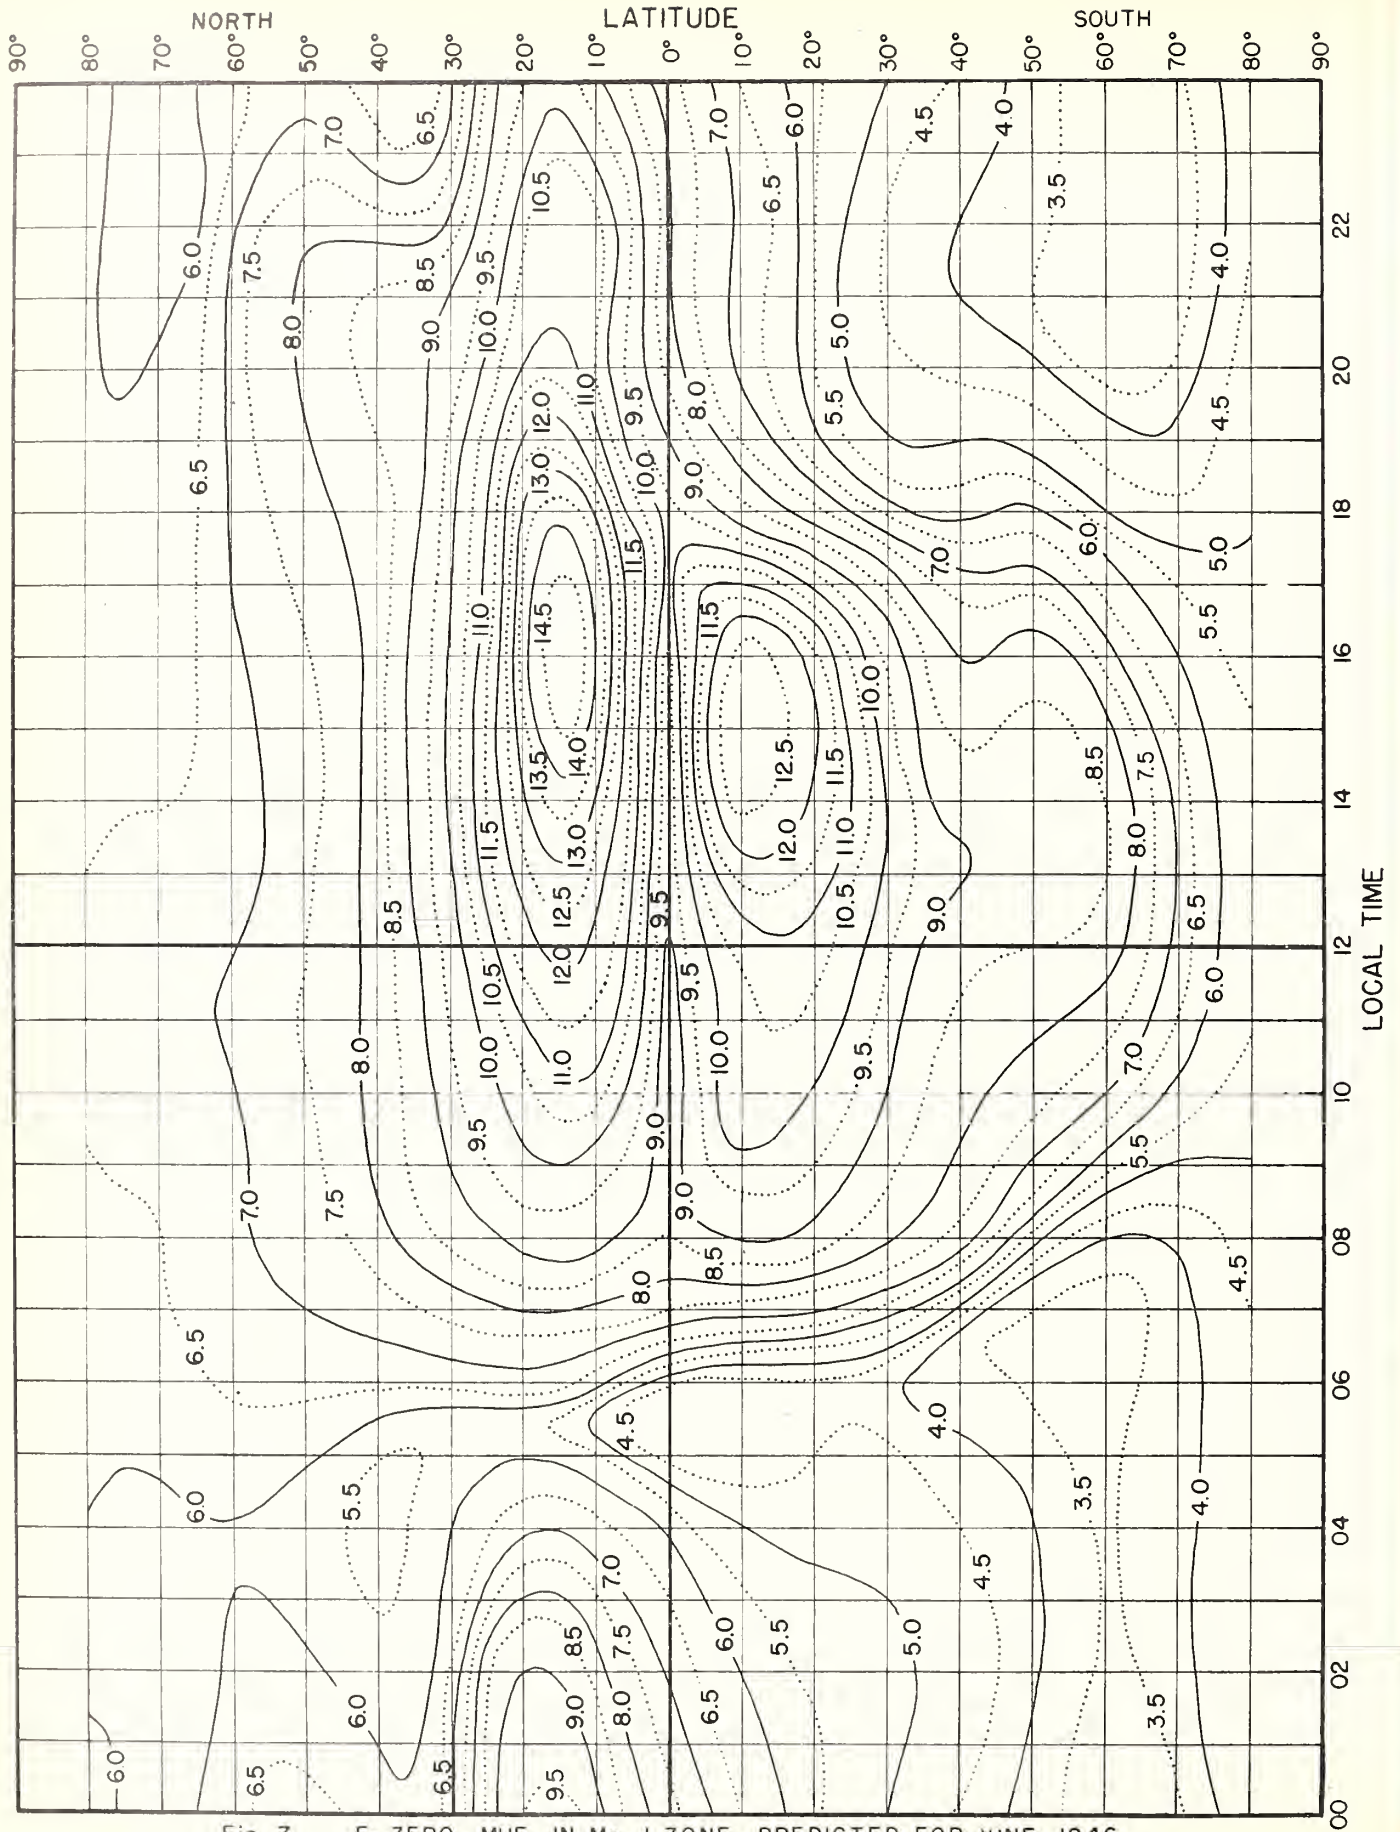 NORTH LATITUDE SOUTH
90° 80° 70° 60° 50° 40° 30° 20° 10° 0° 10° 20° 30° 40° 50° 60° 70° 80° 90°
7.0 6.5 7.0 6.0 4.5 4.0
10.5 6.5 3.5
22
6.0 7.5 8.5 9.5 4.0
8.0 9.0 10.0 5.0
20
12.0 11.0 9.5 8.0 5.5 4.5
6.5 13.0 10.0 9.0
18
11.5 7.0 6.0 5.0
11.0 14.5 11.5 5.5
16
10.0
13.5 14.0 12.5 11.5 8.5 7.5
14
11.5 13.0 12.0 11.0 8.0
8.5 12.5 9.5 10.5 9.0 6.5
12
10.5 12.0 9.5 6.0
8.0 10.0 11.0 10.0 9.5 7.0
10
9.5 9.0 5.5
7.0 7.5 9.0
08
8.0 8.5 4.5
6.5
06
4.5 4.0
6.0 5.5 3.5 4.0
04
7.0 4.5
8.5 7.5 6.0 5.5 5.0
02
6.0 9.0 8.0 6.5 3.5
6.0 6.5 6.5 9.5
00
LOCAL TIME
ZERO MUF IN ZONE PREDICTED FOR JUNE 1946